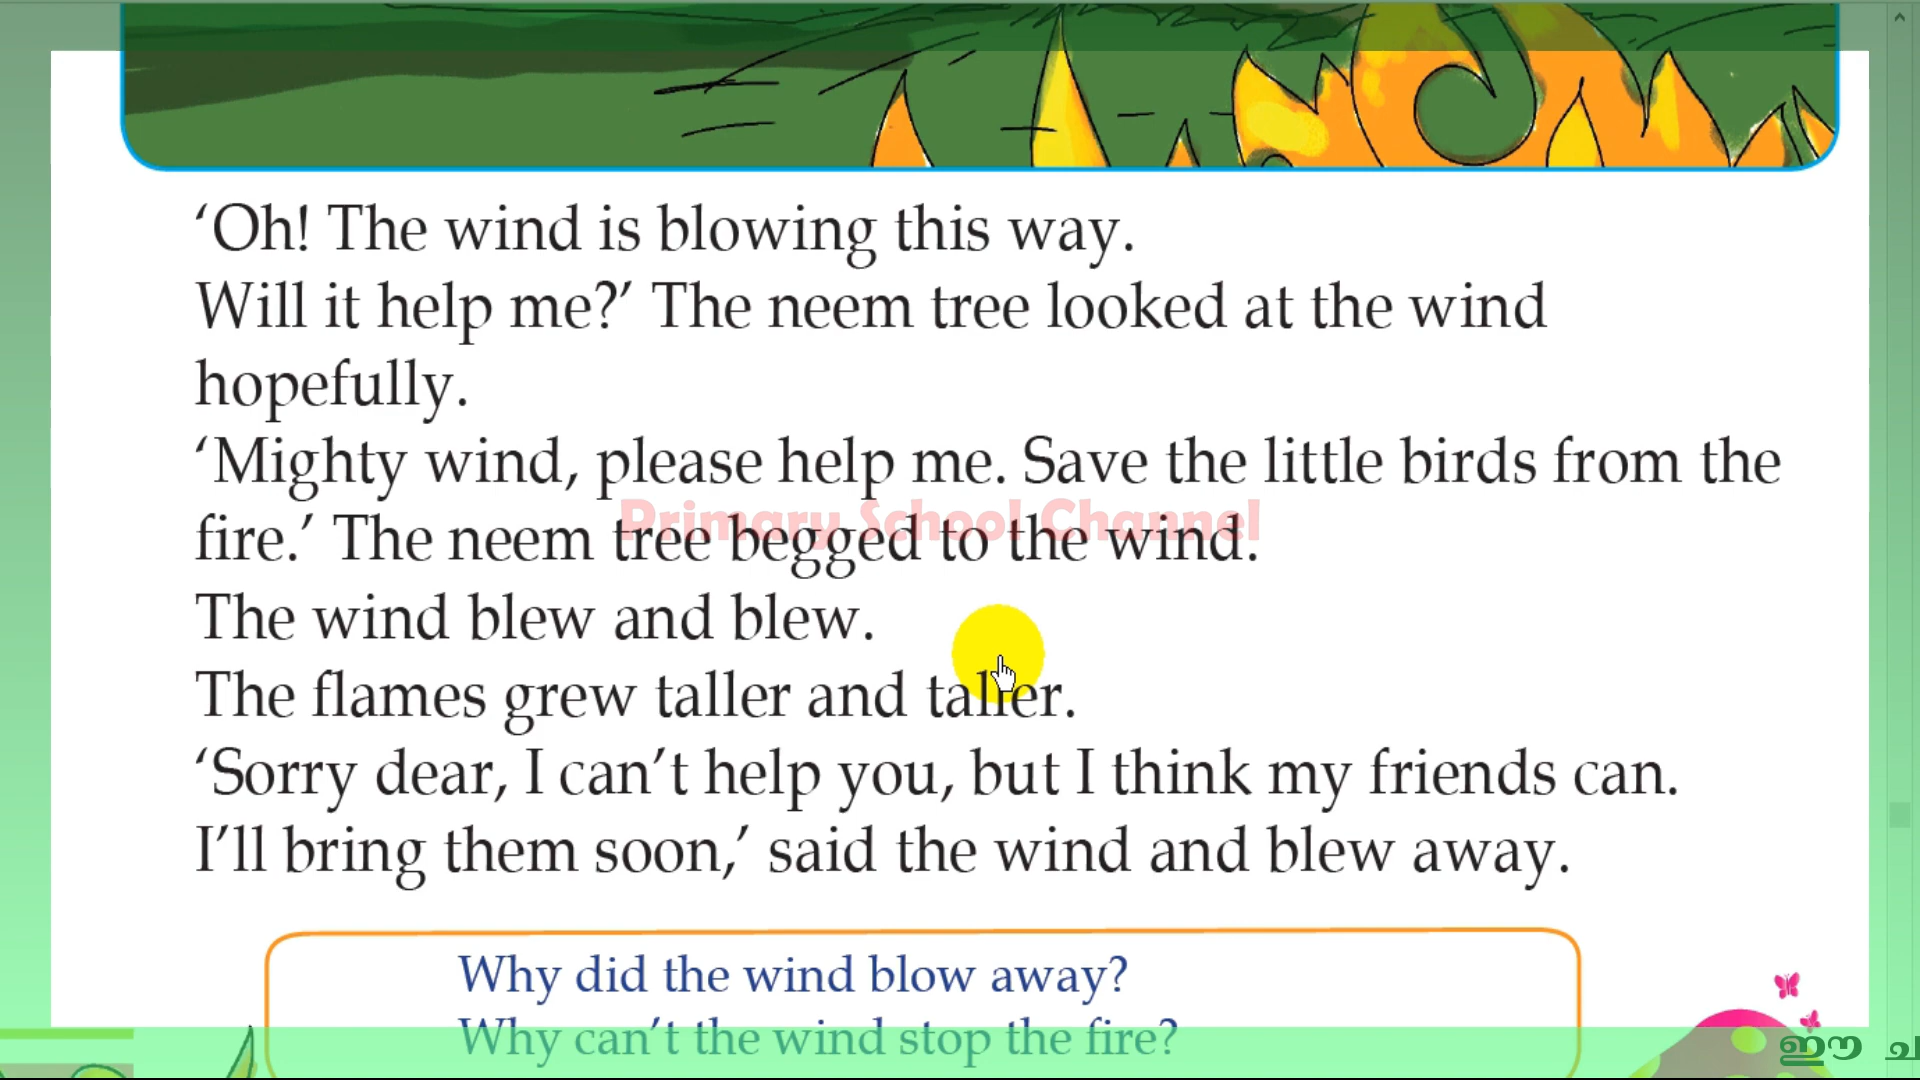 ‘Oh! The wind is blowing this way.
Will it help me?’ The neem tree looked at the wind
hopefully.
‘Mighty wind, please help me. Save the little birds from the
Primary School Channel
fire.’ The neem tree begged to the wind.
The wind blew and blew.
The flames grew taller and taller.
‘Sorry dear, I can’t help you, but I think my friends can.
I’ll bring them soon,’ said the wind and blew away.
Why did the wind blow away?
Why can’t the wind stop the fire?
ഈ